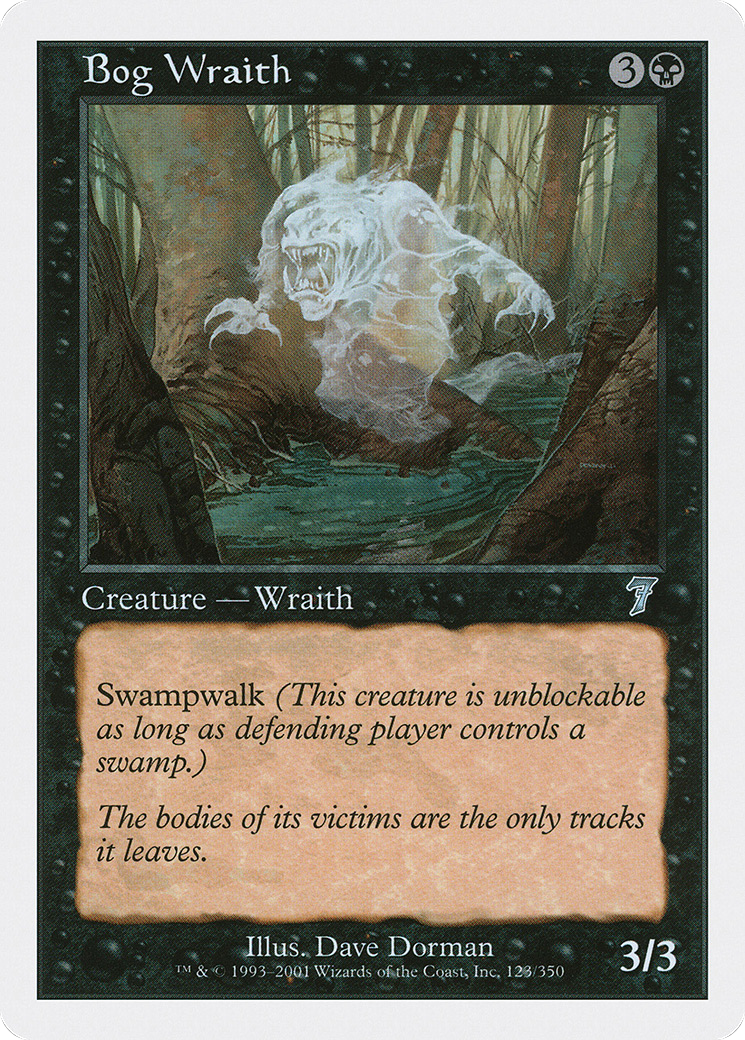 Bog Wraith
3
Creature — Wraith
7
Swampwalk (This creature is unblockable
as long as defending player controls a
swamp.)
The bodies of its victims are the only tracks
it leaves.
Illus. Dave Dorman
™ & © 1993–2001 Wizards of the Coast, Inc. 123/350
3/3